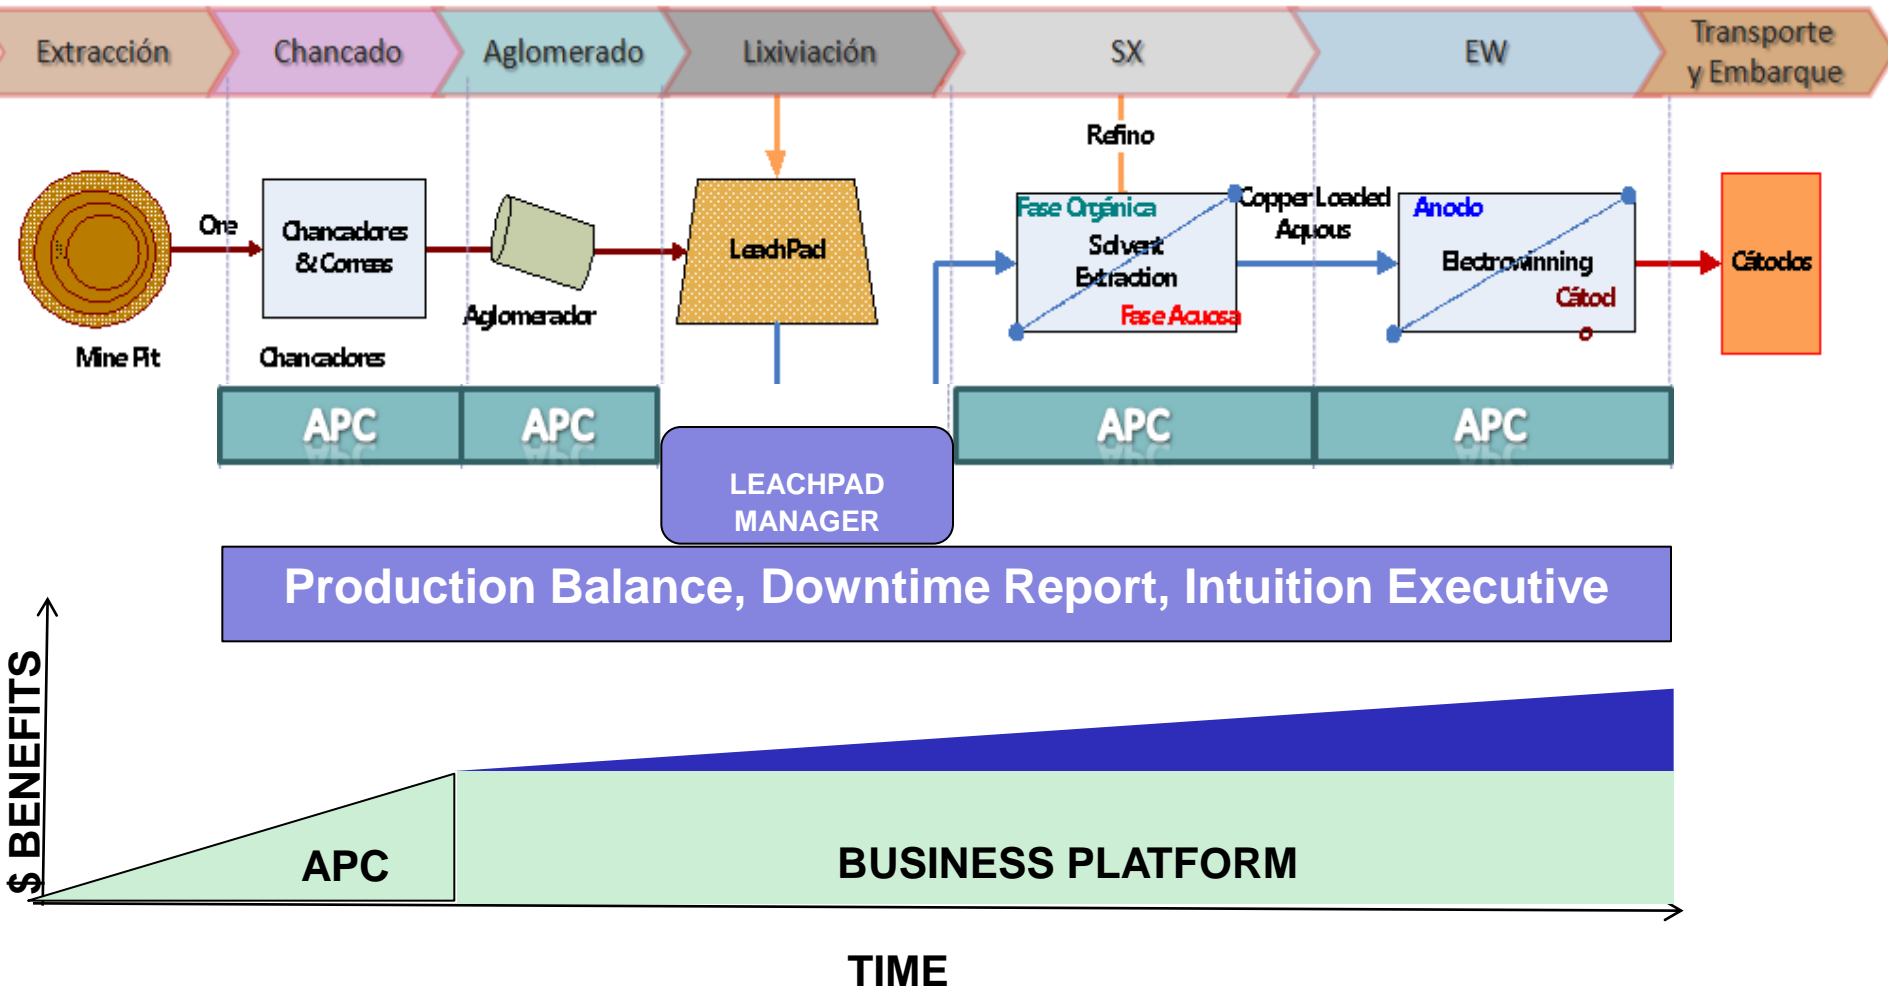 Extracción
Chancado
Aglomerado
Lixiviación
SX
EW
Transporte
y Embarque
Refino
Ore
Chancadores
& Correas
LeachPad
Fase Orgánica
Solvent
Extraction
Fase Acuosa
Copper Loaded
Aquous
Anodo
Electrowinning
Cátod
o
Cátodos
Aglomerador
Mine Pit
Chancadores
APC
APC
APC
APC
LEACHPAD
MANAGER
Production Balance, Downtime Report, Intuition Executive
$ BENEFITS
APC
BUSINESS PLATFORM
TIME